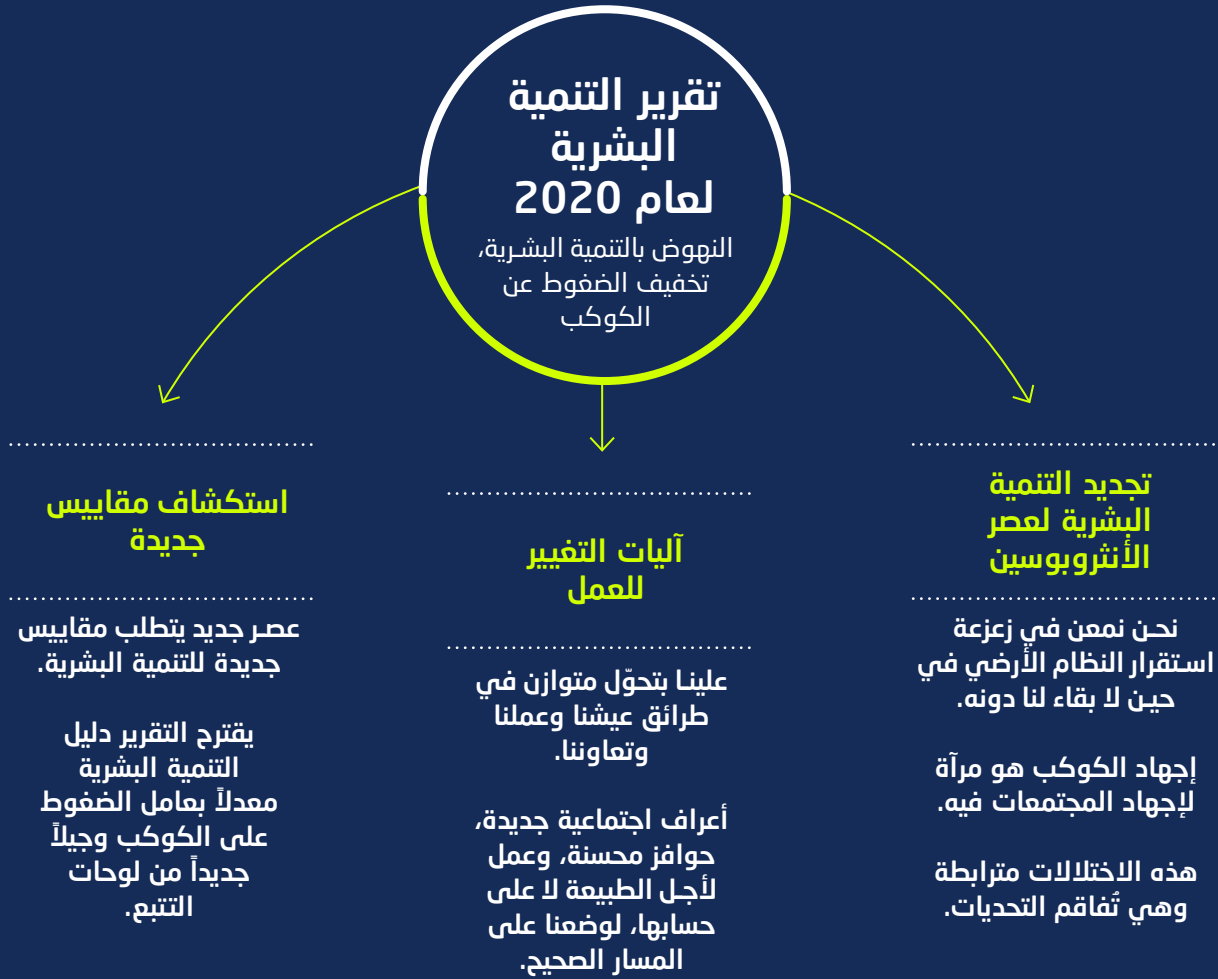 تقرير التنمية
البشرية
لعام 2020
النهوض بالتنمية البشرية،
تخفيف الضغوط عن
الكوكب
تجديد التنمية
البشرية لعصر
الأنثروبوسين
نحن نمعن في زعزعة
استقرار النظام الأرضي في
حين لا بقاء لنا دونه.
إجهاد الكوكب هو مرآة
لإجهاد المجتمعات فيه.
هذه الاختلالات مترابطة
وهي تُفاقم التحديات.
آليات التغيير
للعمل
علينا بتحوّل متوازن في
طرائق عيشنا وعملنا
وتعاوننا.
أعراف اجتماعية جديدة،
حوافز محسنة، وعمل
لأجل الطبيعة لا على
حسابها، لوضعنا على
المسار الصحيح.
استكشاف مقاييس
جديدة
عصر جديد يتطلب مقاييس
جديدة للتنمية البشرية.
يقترح التقرير دليل
التنمية البشرية
معدلاً بعامل الضغوط
على الكوكب وجيلاً
جديداً من لوحات
التتبع.